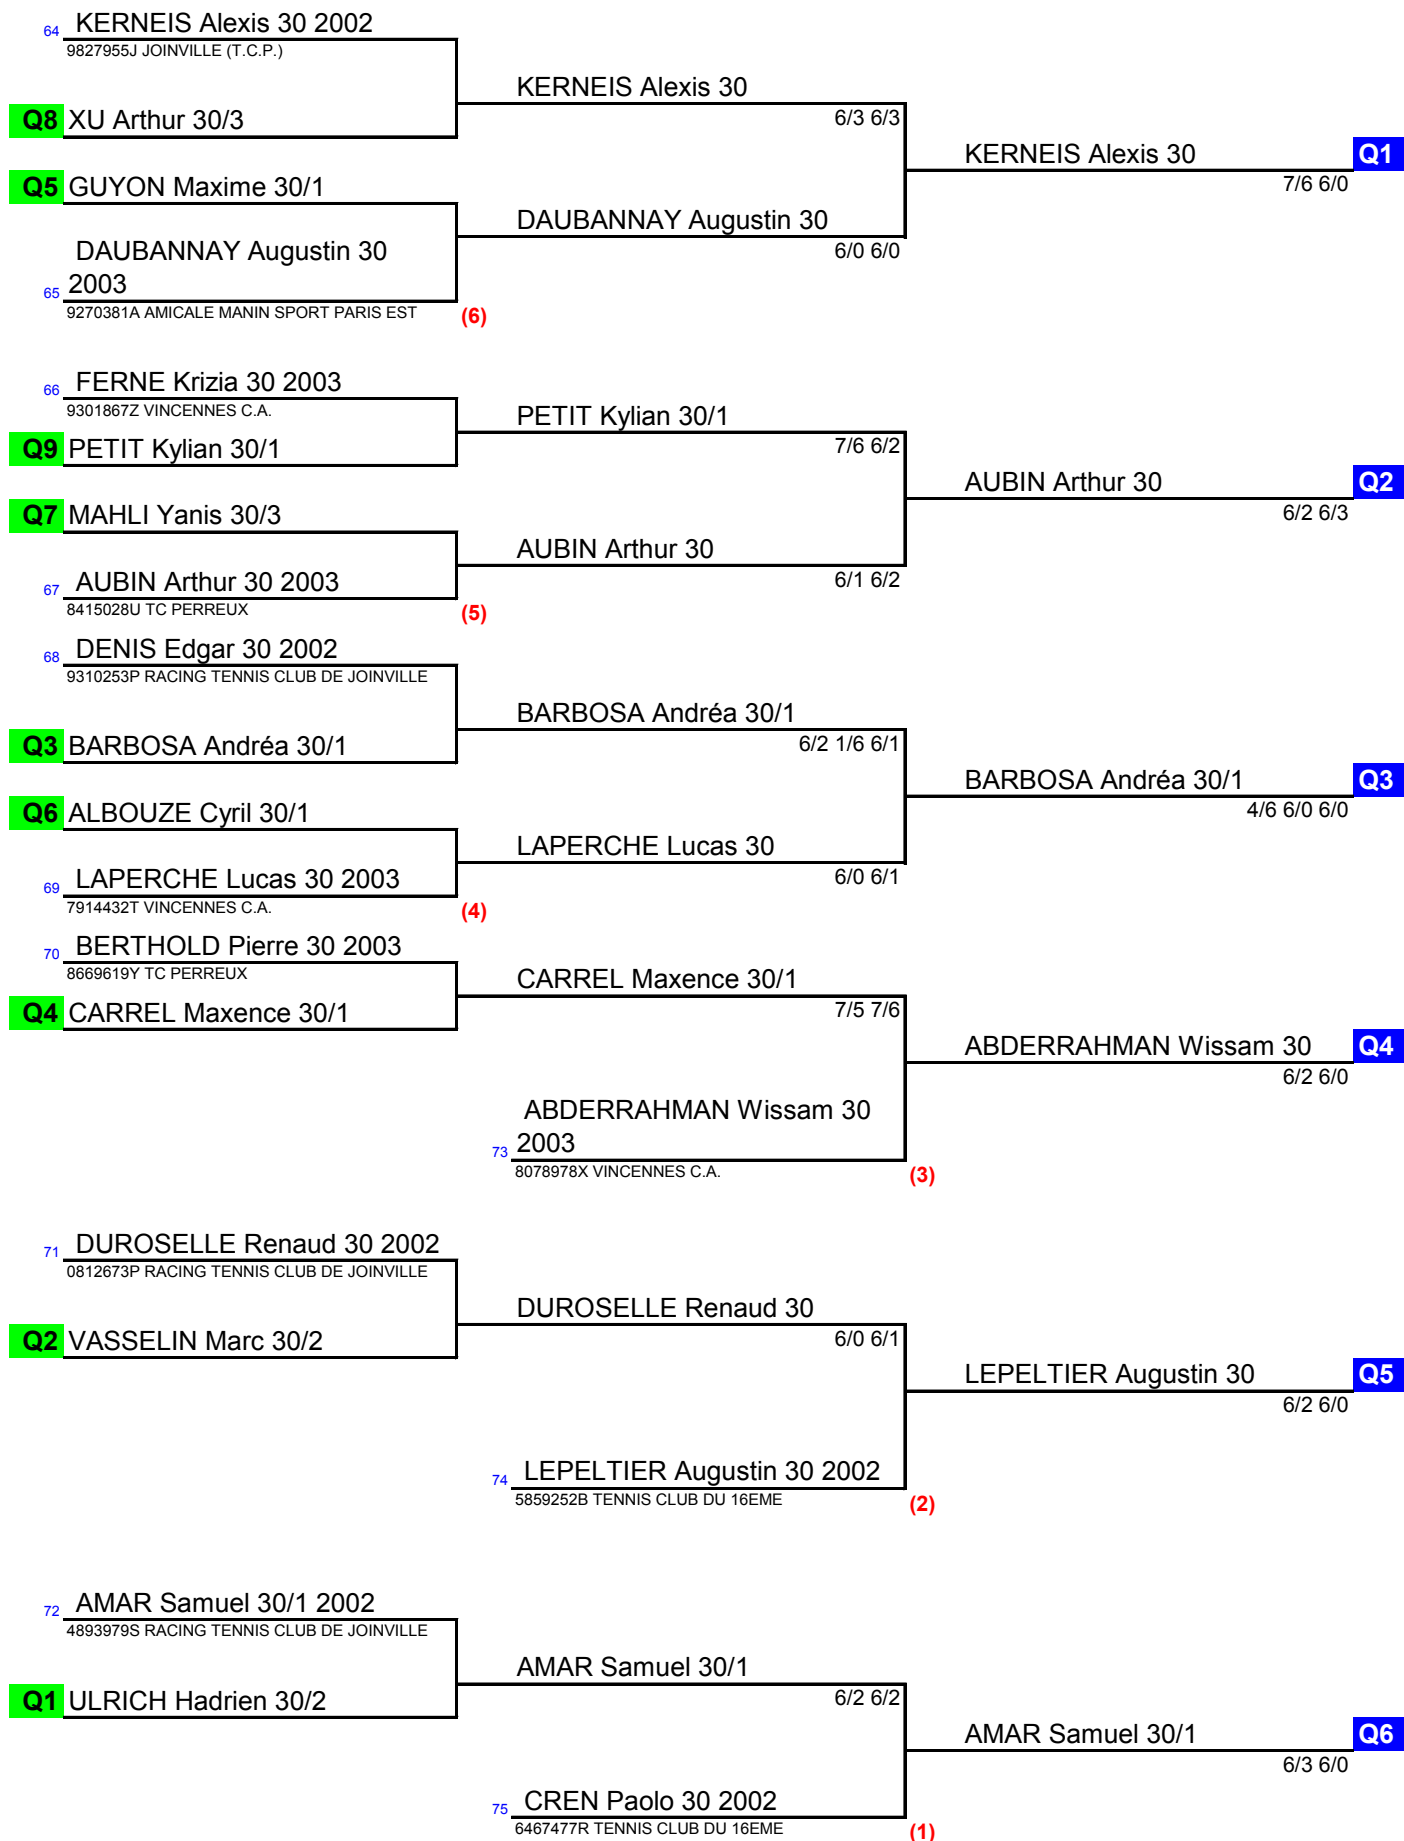 64 KERNEIS Alexis 30 2002
9827955J JOINVILLE (T.C.P.)
KERNEIS Alexis 30
6/3 6/3
Q8 XU Arthur 30/3
KERNEIS Alexis 30 Q1
7/6 6/0
Q5 GUYON Maxime 30/1
DAUBANNAY Augustin 30
6/0 6/0
DAUBANNAY Augustin 30
65 2003
9270381A AMICALE MANIN SPORT PARIS EST
(6)
66 FERNE Krizia 30 2003
9301867Z VINCENNES C.A.
PETIT Kylian 30/1
7/6 6/2
Q9 PETIT Kylian 30/1
AUBIN Arthur 30 Q2
6/2 6/3
Q7 MAHLI Yanis 30/3
AUBIN Arthur 30
6/1 6/2
67 AUBIN Arthur 30 2003
8415028U TC PERREUX
(5)
68 DENIS Edgar 30 2002
9310253P RACING TENNIS CLUB DE JOINVILLE
BARBOSA Andréa 30/1
6/2 1/6 6/1
Q3 BARBOSA Andréa 30/1
BARBOSA Andréa 30/1 Q3
4/6 6/0 6/0
Q6 ALBOUZE Cyril 30/1
LAPERCHE Lucas 30
6/0 6/1
69 LAPERCHE Lucas 30 2003
7914432T VINCENNES C.A.
(4)
70 BERTHOLD Pierre 30 2003
8669619Y TC PERREUX
CARREL Maxence 30/1
7/5 7/6
Q4 CARREL Maxence 30/1
ABDERRAHMAN Wissam 30 Q4
6/2 6/0
ABDERRAHMAN Wissam 30
73 2003
8078978X VINCENNES C.A.
(3)
71 DUROSELLE Renaud 30 2002
0812673P RACING TENNIS CLUB DE JOINVILLE
DUROSELLE Renaud 30
6/0 6/1
Q2 VASSELIN Marc 30/2
LEPELTIER Augustin 30 Q5
6/2 6/0
74 LEPELTIER Augustin 30 2002
5859252B TENNIS CLUB DU 16EME
(2)
72 AMAR Samuel 30/1 2002
4893979S RACING TENNIS CLUB DE JOINVILLE
AMAR Samuel 30/1
6/2 6/2
Q1 ULRICH Hadrien 30/2
AMAR Samuel 30/1 Q6
6/3 6/0
75 CREN Paolo 30 2002
6467477R TENNIS CLUB DU 16EME
(1)